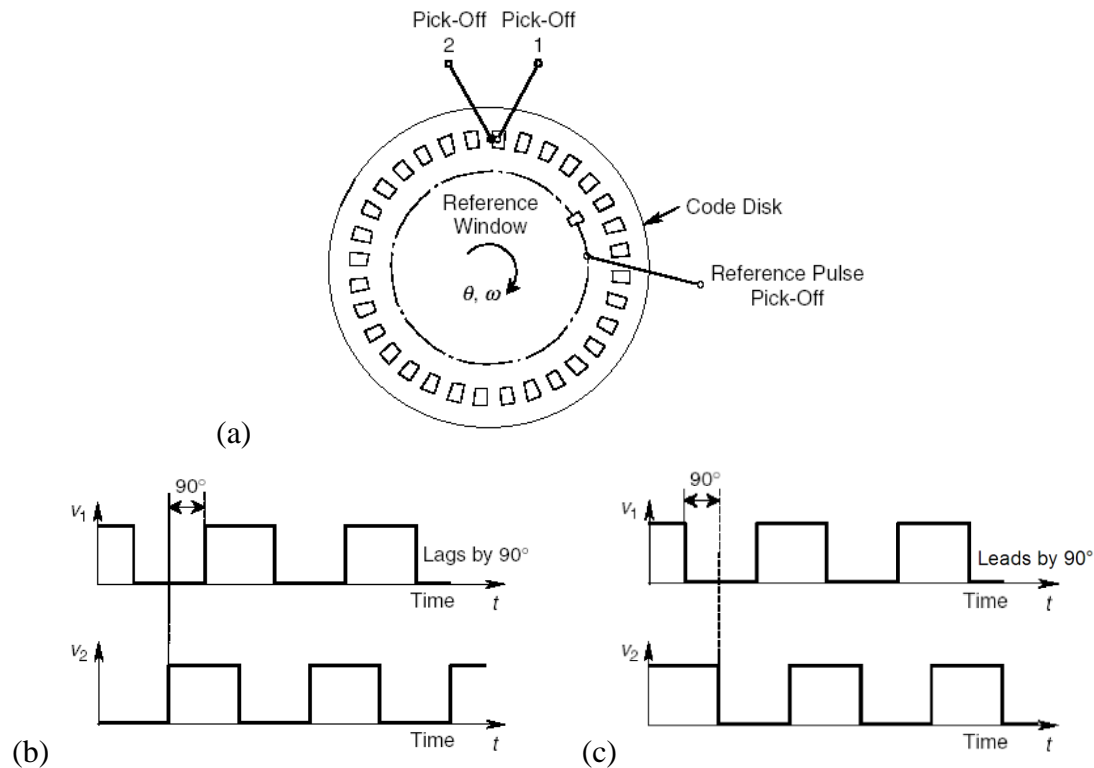 Pick-Off Pick-Off
2 1
Reference
Window
θ, ω
Code Disk
Reference Pulse
Pick-Off
(a)
90°
v₁
Lags by 90°
Time t
v₂
Time t
(b)
90°
v₁
Leads by 90°
Time t
v₂
Time t
(c)